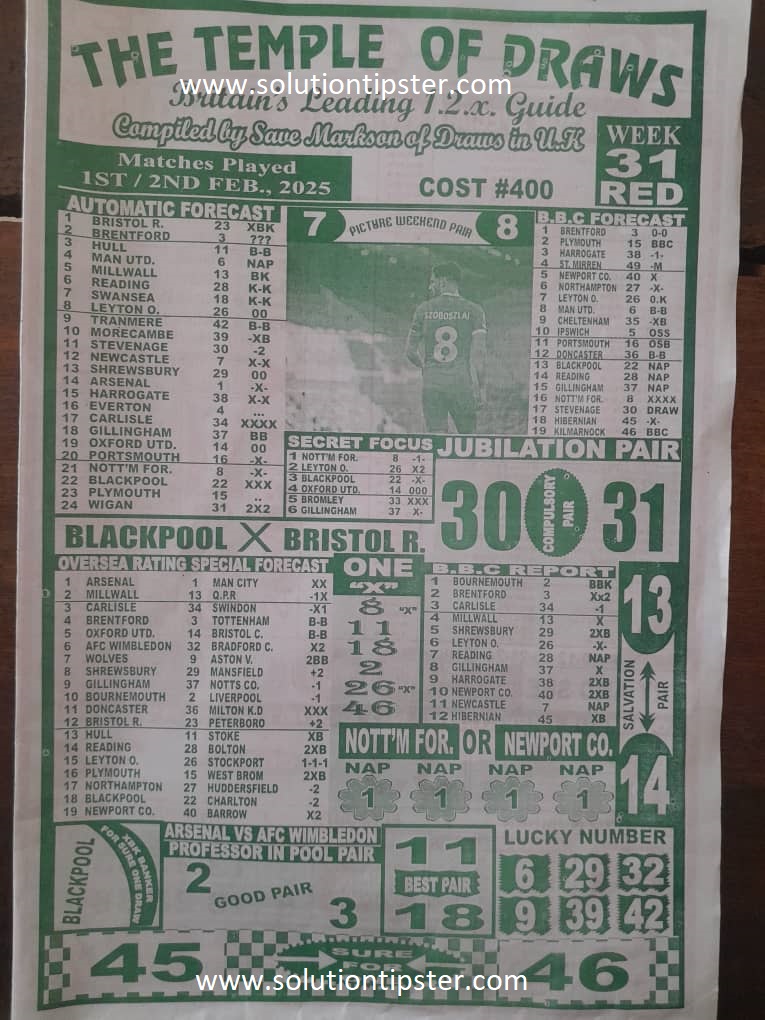 THE TEMPLE OF DRAWS
www.solutiontipster.com
Britain's Leading 1.2.x. Guide
Compiled by Save Markson of Draws in U.K
WEEK
31
RED
Matches Played
1ST / 2ND FEB., 2025
COST #400
AUTOMATIC FORECAST
1 BRISTOL R. 23 XBK
2 BRENTFORD 3 ???
3 HULL 11 B-B
4 MAN UTD. 6 NAP
5 MILLWALL 13 BK
6 READING 28 K-K
7 SWANSEA 18 K-K
8 LEYTON O. 26 00
9 TRANMERE 42 B-B
10 MORECAMBE 39 -XB
11 STEVENAGE 30 -2
12 NEWCASTLE 7 X-X
13 SHREWSBURY 29 00
14 ARSENAL 1 -X-
15 HARROGATE 38 X-X
16 EVERTON 4 ...
17 CARLISLE 34 XXXX
18 GILLINGHAM 37 BB
19 OXFORD UTD. 14 00
20 PORTSMOUTH 16 -X-
21 NOTT'M FOR. 8 -X-
22 BLACKPOOL 22 XXX
23 PLYMOUTH 15 ..
24 WIGAN 31 2X2
7 PICTURE WEEKEND PAIR 8
SZOBOSZLAI
8
B.B.C FORECAST
1 BRENTFORD 3 0-0
2 PLYMOUTH 15 BBC
3 HARROGATE 38 -1-
4 ST. MIRREN 49 -M
5 NEWPORT CO. 40 X
6 NORTHAMPTON 27 -X-
7 LEYTON O. 26 0.K
8 MAN UTD. 6 B-B
9 CHELTENHAM 35 -XB
10 IPSWICH 5 OSS
11 PORTSMOUTH 16 OSB
12 DONCASTER 36 B-B
13 BLACKPOOL 22 NAP
14 READING 28 NAP
15 GILLINGHAM 37 NAP
16 NOTT'M FOR. 8 XXXX
17 STEVENAGE 30 DRAW
18 HIBERNIAN 45 -X-
19 KILMARNOCK 46 BBC
SECRET FOCUS
1 NOTT'M FOR. 8 -1-
2 LEYTON O. 26 X2
3 BLACKPOOL 22 -X-
4 OXFORD UTD. 14 000
5 BROMLEY 33 XXX
6 GILLINGHAM 37 X-
JUBILATION PAIR
30 COMPULSORY PAIR 31
BLACKPOOL X BRISTOL R.
OVERSEA RATING SPECIAL FORECAST
1 ARSENAL 1 MAN CITY XX
2 MILLWALL 13 Q.P.R -1X
3 CARLISLE 34 SWINDON -X1
4 BRENTFORD 3 TOTTENHAM B-B
5 OXFORD UTD. 14 BRISTOL C. B-B
6 AFC WIMBLEDON 32 BRADFORD C. X2
7 WOLVES 9 ASTON V. 2BB
8 SHREWSBURY 29 MANSFIELD +2
9 GILLINGHAM 37 NOTTS CO. -1
10 BOURNEMOUTH 2 LIVERPOOL -1
11 DONCASTER 36 MILTON K.D XXX
12 BRISTOL R. 23 PETERBORO +2
13 HULL 11 STOKE XB
14 READING 28 BOLTON 2XB
15 LEYTON O. 26 STOCKPORT 1-1-1
16 PLYMOUTH 15 WEST BROM 2XB
17 NORTHAMPTON 27 HUDDERSFIELD -2
18 BLACKPOOL 22 CHARLTON -2
19 NEWPORT CO. 40 BARROW X2
ONE
"X"
8 "X"
11
18
2
26 "X"
46
B.B.C REPORT
1 BOURNEMOUTH 2 BBK
2 BRENTFORD 3 Xx2
3 CARLISLE 34 -1
4 MILLWALL 13 X
5 SHREWSBURY 29 2XB
6 LEYTON O. 26 -X-
7 READING 28 NAP
8 GILLINGHAM 37 X
9 HARROGATE 38 2XB
10 NEWPORT CO. 40 2XB
11 NEWCASTLE 7 NAP
12 HIBERNIAN 45 XB
13
SALVATION PAIR
14
NOTT'M FOR. OR NEWPORT CO.
NAP NAP NAP NAP
1 1 1 1
BLACKPOOL
XBK BANKER
FOR SURE ONE DRAW
ARSENAL VS AFC WIMBLEDON
PROFESSOR IN POOL PAIR
2 GOOD PAIR 3
11
BEST PAIR
18
LUCKY NUMBER
6 29 32
9 39 42
45 SURE FOR 46
www.solutiontipster.com